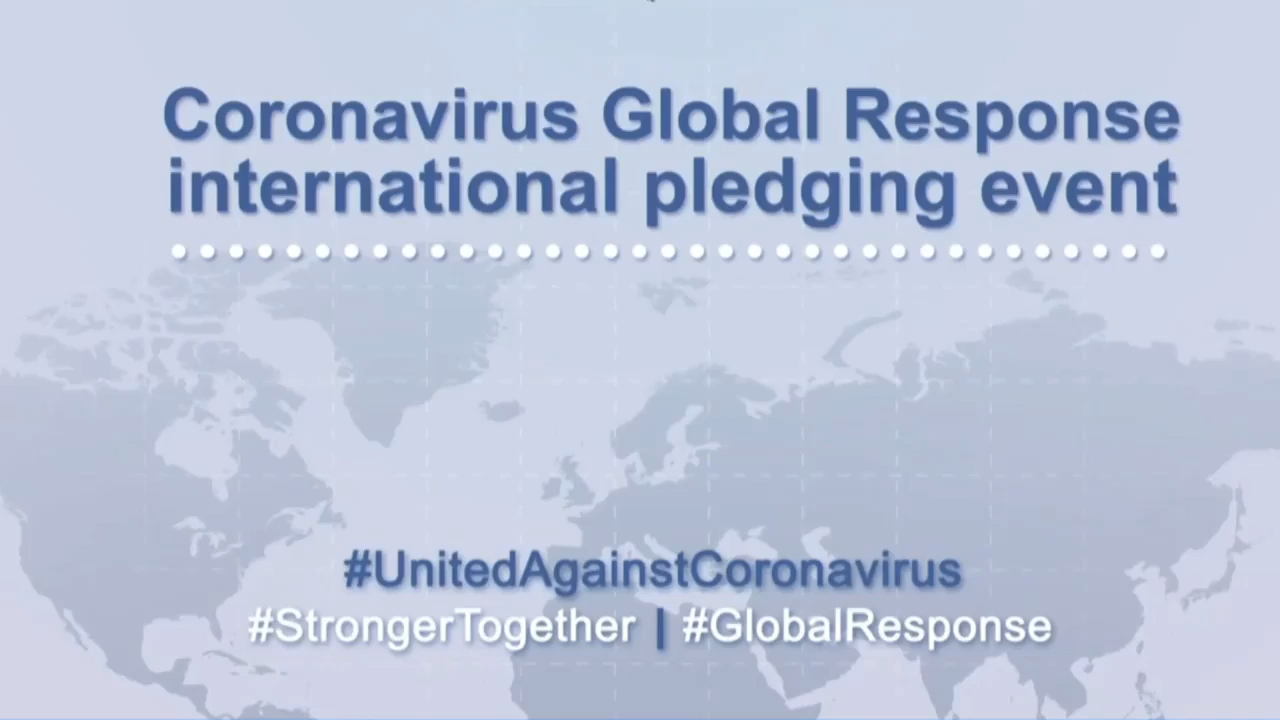 Coronavirus Global Response
international pledging event
#UnitedAgainstCoronavirus
#StrongerTogether | #GlobalResponse